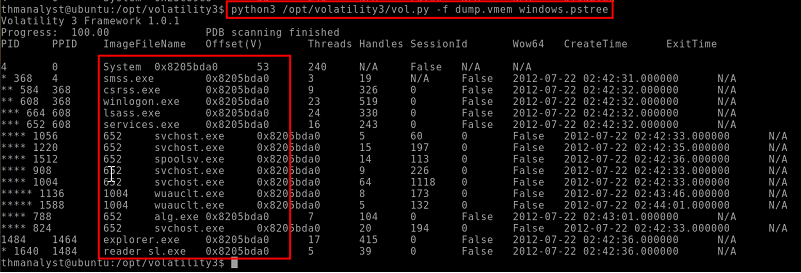 thmanalyst@ubuntu:/opt/volatility3$ python3 /opt/volatility3/vol.py -f dump.vmem windows.pstree
Volatility 3 Framework 1.0.1
Progress: 100.00 PDB scanning finished
PID PPID ImageFileName Offset(V) Threads Handles SessionId Wow64 CreateTime ExitTime
4 0 System 0x8205bda0 53 240 N/A False N/A N/A
* 368 4 smss.exe 0x8205bda0 3 19 N/A False 2012-07-22 02:42:31.000000 N/A
** 584 368 csrss.exe 0x8205bda0 9 326 0 False 2012-07-22 02:42:32.000000 N/A
** 608 368 winlogon.exe 0x8205bda0 23 519 0 False 2012-07-22 02:42:32.000000 N/A
*** 664 608 lsass.exe 0x8205bda0 24 330 0 False 2012-07-22 02:42:32.000000 N/A
*** 652 608 services.exe 0x8205bda0 16 243 0 False 2012-07-22 02:42:32.000000 N/A
**** 1056 652 svchost.exe 0x8205bda0 5 60 0 False 2012-07-22 02:42:33.000000 N/A
**** 1220 652 svchost.exe 0x8205bda0 15 197 0 False 2012-07-22 02:42:35.000000 N/A
**** 1512 652 spoolsv.exe 0x8205bda0 14 113 0 False 2012-07-22 02:42:36.000000 N/A
**** 908 652 svchost.exe 0x8205bda0 9 226 0 False 2012-07-22 02:42:33.000000 N/A
**** 1004 652 svchost.exe 0x8205bda0 64 1118 0 False 2012-07-22 02:42:33.000000 N/A
***** 1136 1004 wuauclt.exe 0x8205bda0 8 173 0 False 2012-07-22 02:43:46.000000 N/A
***** 1588 1004 wuauclt.exe 0x8205bda0 5 132 0 False 2012-07-22 02:44:01.000000 N/A
**** 788 652 alg.exe 0x8205bda0 7 104 0 False 2012-07-22 02:43:01.000000 N/A
**** 824 652 svchost.exe 0x8205bda0 20 194 0 False 2012-07-22 02:42:33.000000 N/A
1484 1464 explorer.exe 0x8205bda0 17 415 0 False 2012-07-22 02:42:36.000000 N/A
* 1640 1484 reader_sl.exe 0x8205bda0 5 39 0 False 2012-07-22 02:42:36.000000 N/A
thmanalyst@ubuntu:/opt/volatility3$